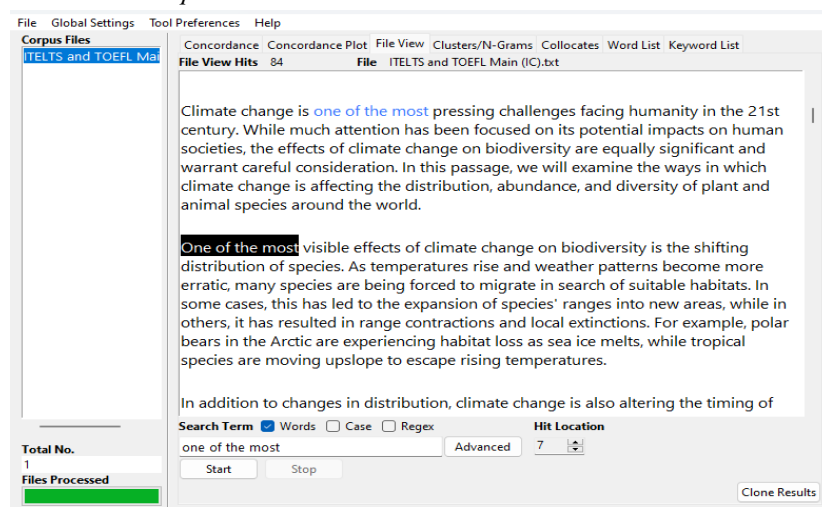 File Global Settings Tool Preferences Help
Corpus Files
ITELTS and TOEFL Mai
Concordance Concordance Plot File View Clusters/N-Grams Collocates Word List Keyword List
File View Hits 84 File ITELTS and TOEFL Main (IC).txt
Climate change is one of the most pressing challenges facing humanity in the 21st
century. While much attention has been focused on its potential impacts on human
societies, the effects of climate change on biodiversity are equally significant and
warrant careful consideration. In this passage, we will examine the ways in which
climate change is affecting the distribution, abundance, and diversity of plant and
animal species around the world.
One of the most visible effects of climate change on biodiversity is the shifting
distribution of species. As temperatures rise and weather patterns become more
erratic, many species are being forced to migrate in search of suitable habitats. In
some cases, this has led to the expansion of species' ranges into new areas, while in
others, it has resulted in range contractions and local extinctions. For example, polar
bears in the Arctic are experiencing habitat loss as sea ice melts, while tropical
species are moving upslope to escape rising temperatures.
In addition to changes in distribution, climate change is also altering the timing of
Search Term Words Case Regex Hit Location
one of the most Advanced 7
Start Stop
Total No.
1
Files Processed
Clone Results